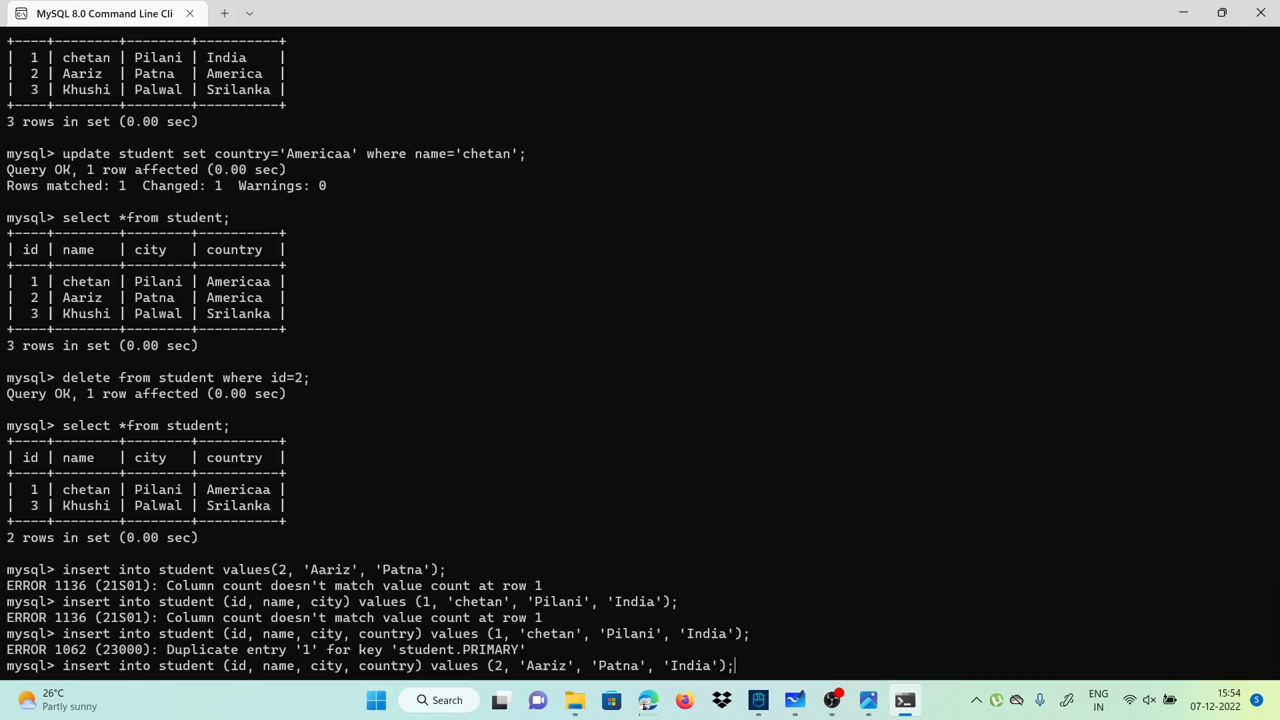 MySQL 8.0 Command Line Cli
+----+--------+--------+----------+
| 1 | chetan | Pilani | India |
| 2 | Aariz | Patna | America |
| 3 | Khushi | Palwal | Srilanka |
+----+--------+--------+----------+
3 rows in set (0.00 sec)
mysql> update student set country='Americaa' where name='chetan';
Query OK, 1 row affected (0.00 sec)
Rows matched: 1 Changed: 1 Warnings: 0
mysql> select *from student;
+----+--------+--------+----------+
| id | name | city | country |
+----+--------+--------+----------+
| 1 | chetan | Pilani | Americaa |
| 2 | Aariz | Patna | America |
| 3 | Khushi | Palwal | Srilanka |
+----+--------+--------+----------+
3 rows in set (0.00 sec)
mysql> delete from student where id=2;
Query OK, 1 row affected (0.00 sec)
mysql> select *from student;
+----+--------+--------+----------+
| id | name | city | country |
+----+--------+--------+----------+
| 1 | chetan | Pilani | Americaa |
| 3 | Khushi | Palwal | Srilanka |
+----+--------+--------+----------+
2 rows in set (0.00 sec)
mysql> insert into student values(2, 'Aariz', 'Patna');
ERROR 1136 (21S01): Column count doesn't match value count at row 1
mysql> insert into student (id, name, city) values (1, 'chetan', 'Pilani', 'India');
ERROR 1136 (21S01): Column count doesn't match value count at row 1
mysql> insert into student (id, name, city, country) values (1, 'chetan', 'Pilani', 'India');
ERROR 1062 (23000): Duplicate entry '1' for key 'student.PRIMARY'
mysql> insert into student (id, name, city, country) values (2, 'Aariz', 'Patna', 'India');
26°C
Partly sunny
Search
ENG
IN
15:54
07-12-2022
5